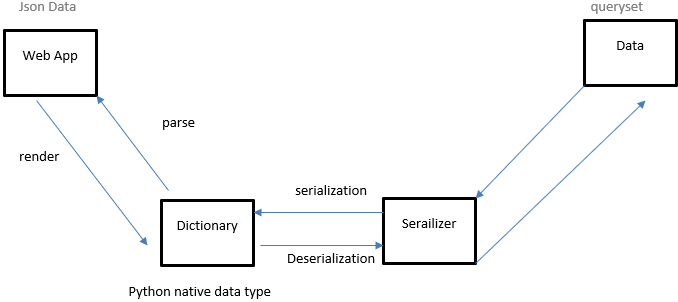 Json Data
queryset
Web App
Data
parse
render
serialization
Dictionary
Serailizer
Deserialization
Python native data type